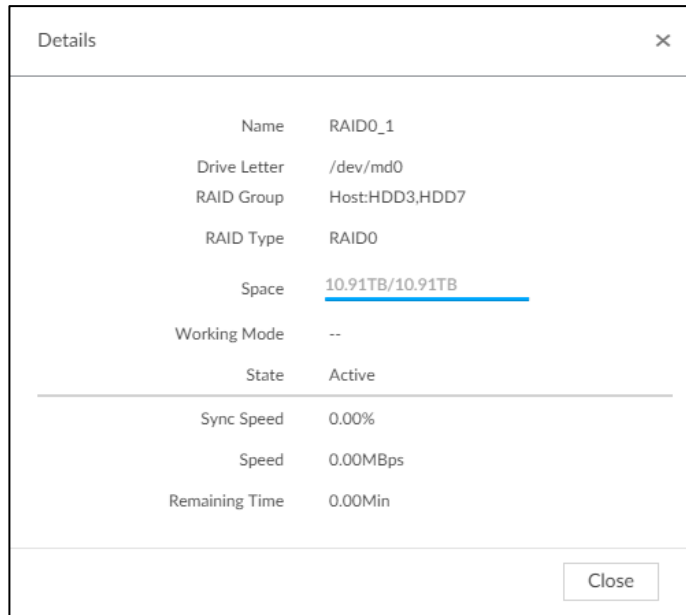 Details ×
Name RAID0_1
Drive Letter /dev/md0
RAID Group Host:HDD3,HDD7
RAID Type RAID0
Space 10.91TB/10.91TB
Working Mode --
State Active
Sync Speed 0.00%
Speed 0.00MBps
Remaining Time 0.00Min
Close